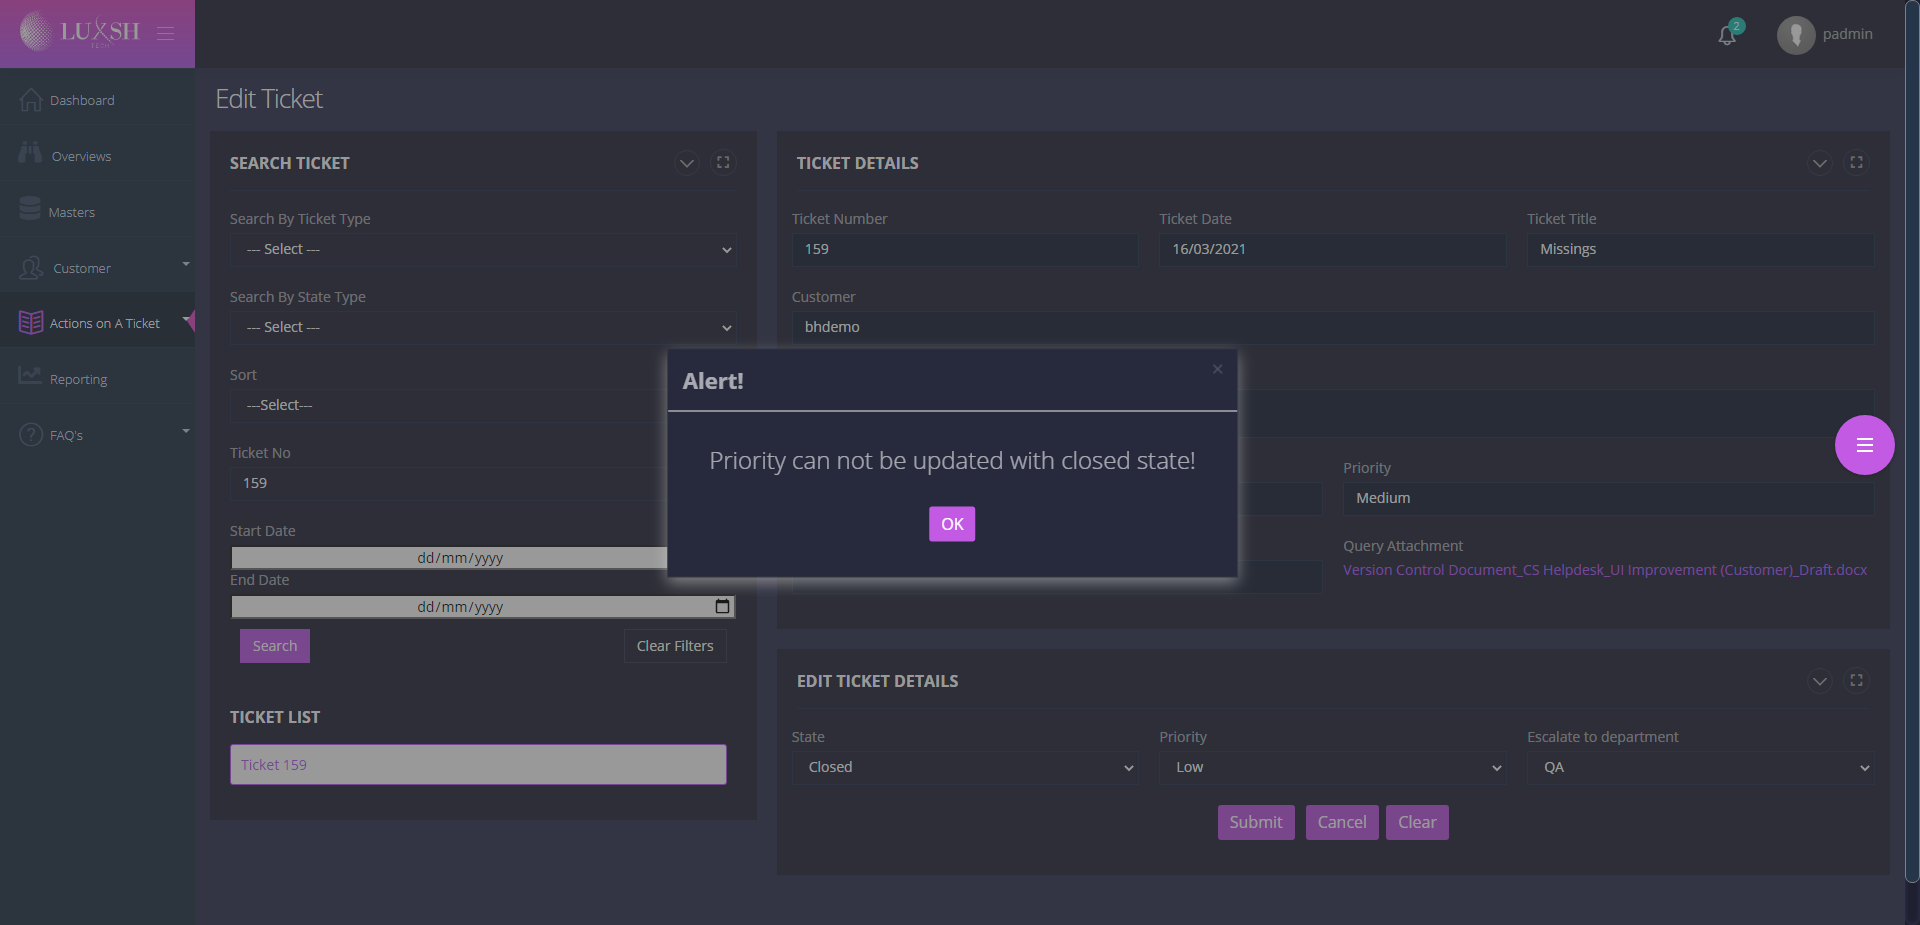 LUXSH
TECH
2
padmin
Dashboard
Overviews
Masters
Customer
Actions on A Ticket
Reporting
FAQ's
Edit Ticket
SEARCH TICKET
Search By Ticket Type
--- Select ---
Search By State Type
--- Select ---
Sort
---Select---
Ticket No
159
Start Date
dd/mm/yyyy
End Date
dd/mm/yyyy
Search
Clear Filters
TICKET LIST
Ticket 159
TICKET DETAILS
Ticket Number
Ticket Date
Ticket Title
159
16/03/2021
Missings
Customer
bhdemo
Priority
Medium
Query Attachment
Version Control Document_CS Helpdesk_UI Improvement (Customer)_Draft.docx
Alert!
×
Priority can not be updated with closed state!
OK
EDIT TICKET DETAILS
State
Priority
Escalate to department
Closed
Low
QA
Submit
Cancel
Clear